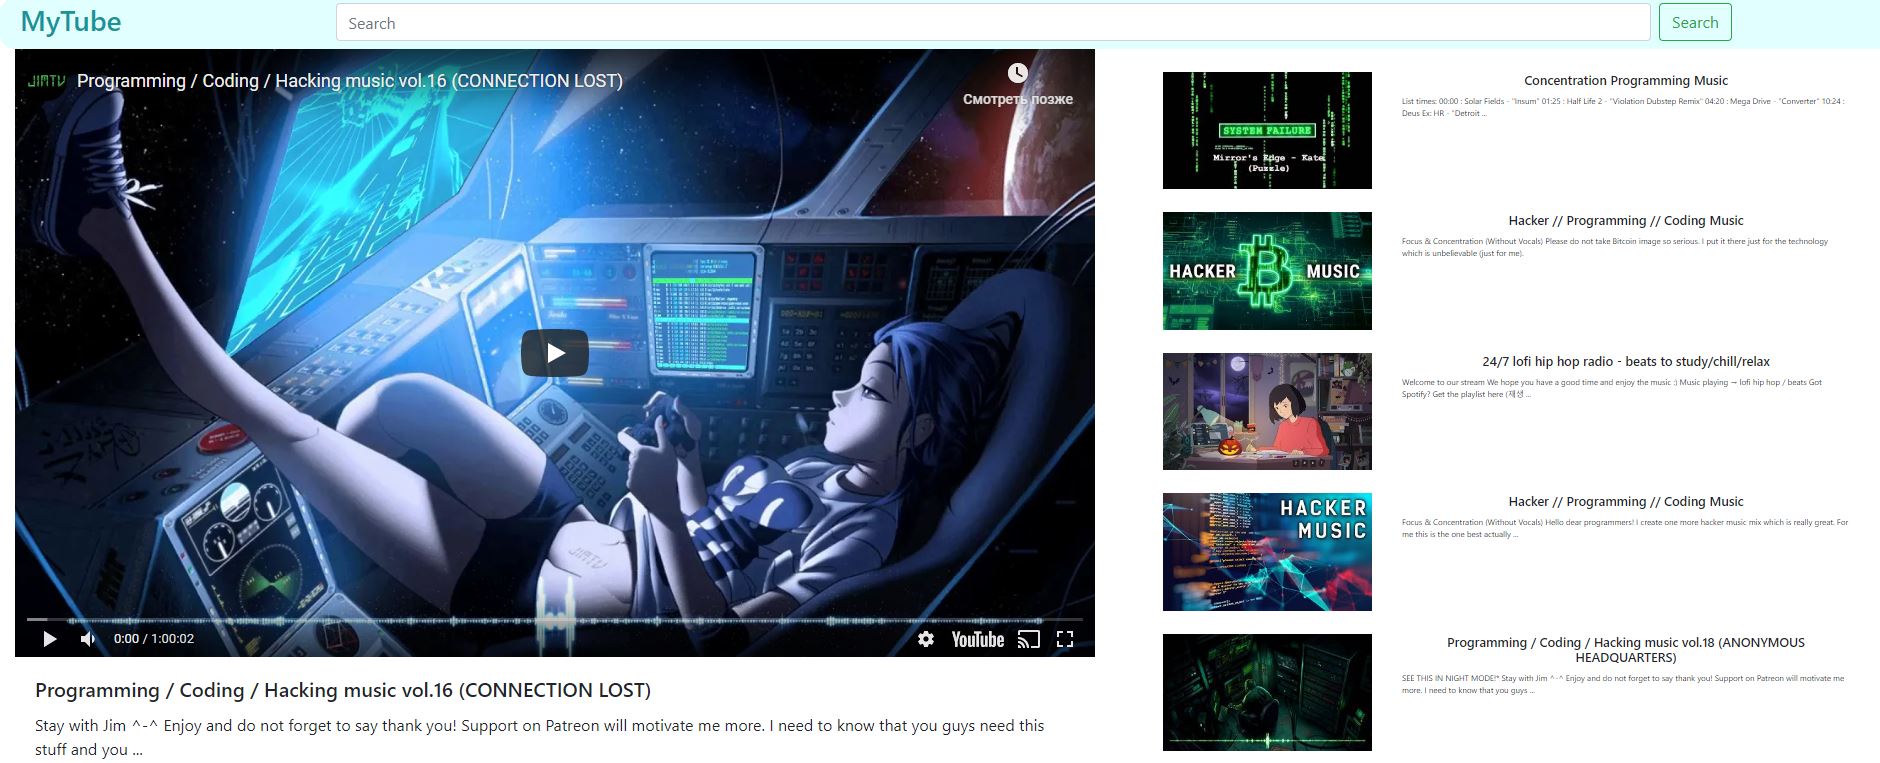 MyTube
Search
Search
JIMTV
Programming / Coding / Hacking music vol.16 (CONNECTION LOST)
Смотреть позже
JIMTV
0:00 / 1:00:02
YouTube
Programming / Coding / Hacking music vol.16 (CONNECTION LOST)
Stay with Jim ^-^ Enjoy and do not forget to say thank you! Support on Patreon will motivate me more. I need to know that you guys need this
stuff and you ...
SYSTEM FAILURE
Mirror's Edge - Kate
(Puzzle)
Concentration Programming Music
List times: 00:00 : Solar Fields - "Insum" 01:25 : Half Life 2 - "Violation Dubstep Remix" 04:20 : Mega Drive - "Converter" 10:24 :
Deus Ex: HR - "Detroit ...
HACKER MUSIC
Hacker // Programming // Coding Music
Focus & Concentration (Without Vocals) Please do not take Bitcoin image so serious. I put it there just for the technology
which is unbelievable (just for me).
24/7 lofi hip hop radio - beats to study/chill/relax
Welcome to our stream We hope you have a good time and enjoy the music :) Music playing → lofi hip hop / beats Got
Spotify? Get the playlist here (재생 ...
HACKER
MUSIC
Hacker // Programming // Coding Music
Focus & Concentration (Without Vocals) Hello dear programmers! I create one more hacker music mix which is really great. For
me this is the one best actually ...
Programming / Coding / Hacking music vol.18 (ANONYMOUS
HEADQUARTERS)
SEE THIS IN NIGHT MODE!* Stay with Jim ^-^ Enjoy and do not forget to say thank you! Support on Patreon will motivate me
more. I need to know that you guys ...